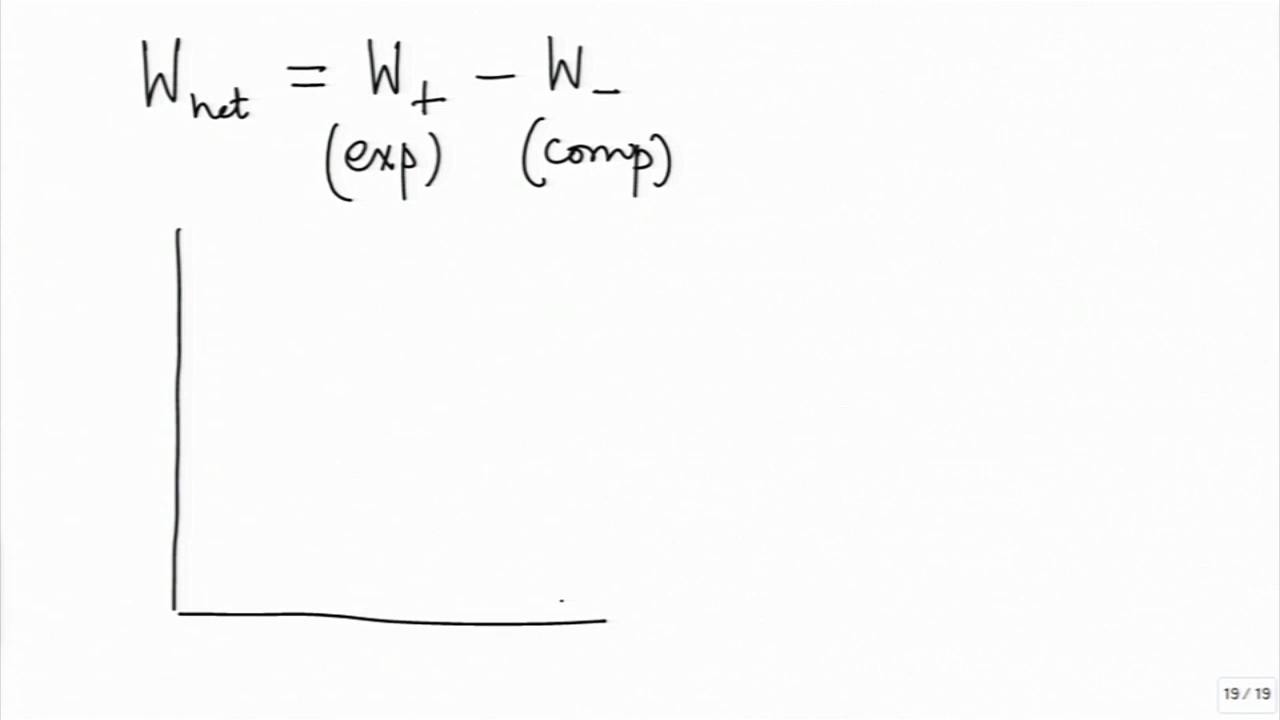 W_net = W_+ - W_-
(exp) (comp)
19 / 19